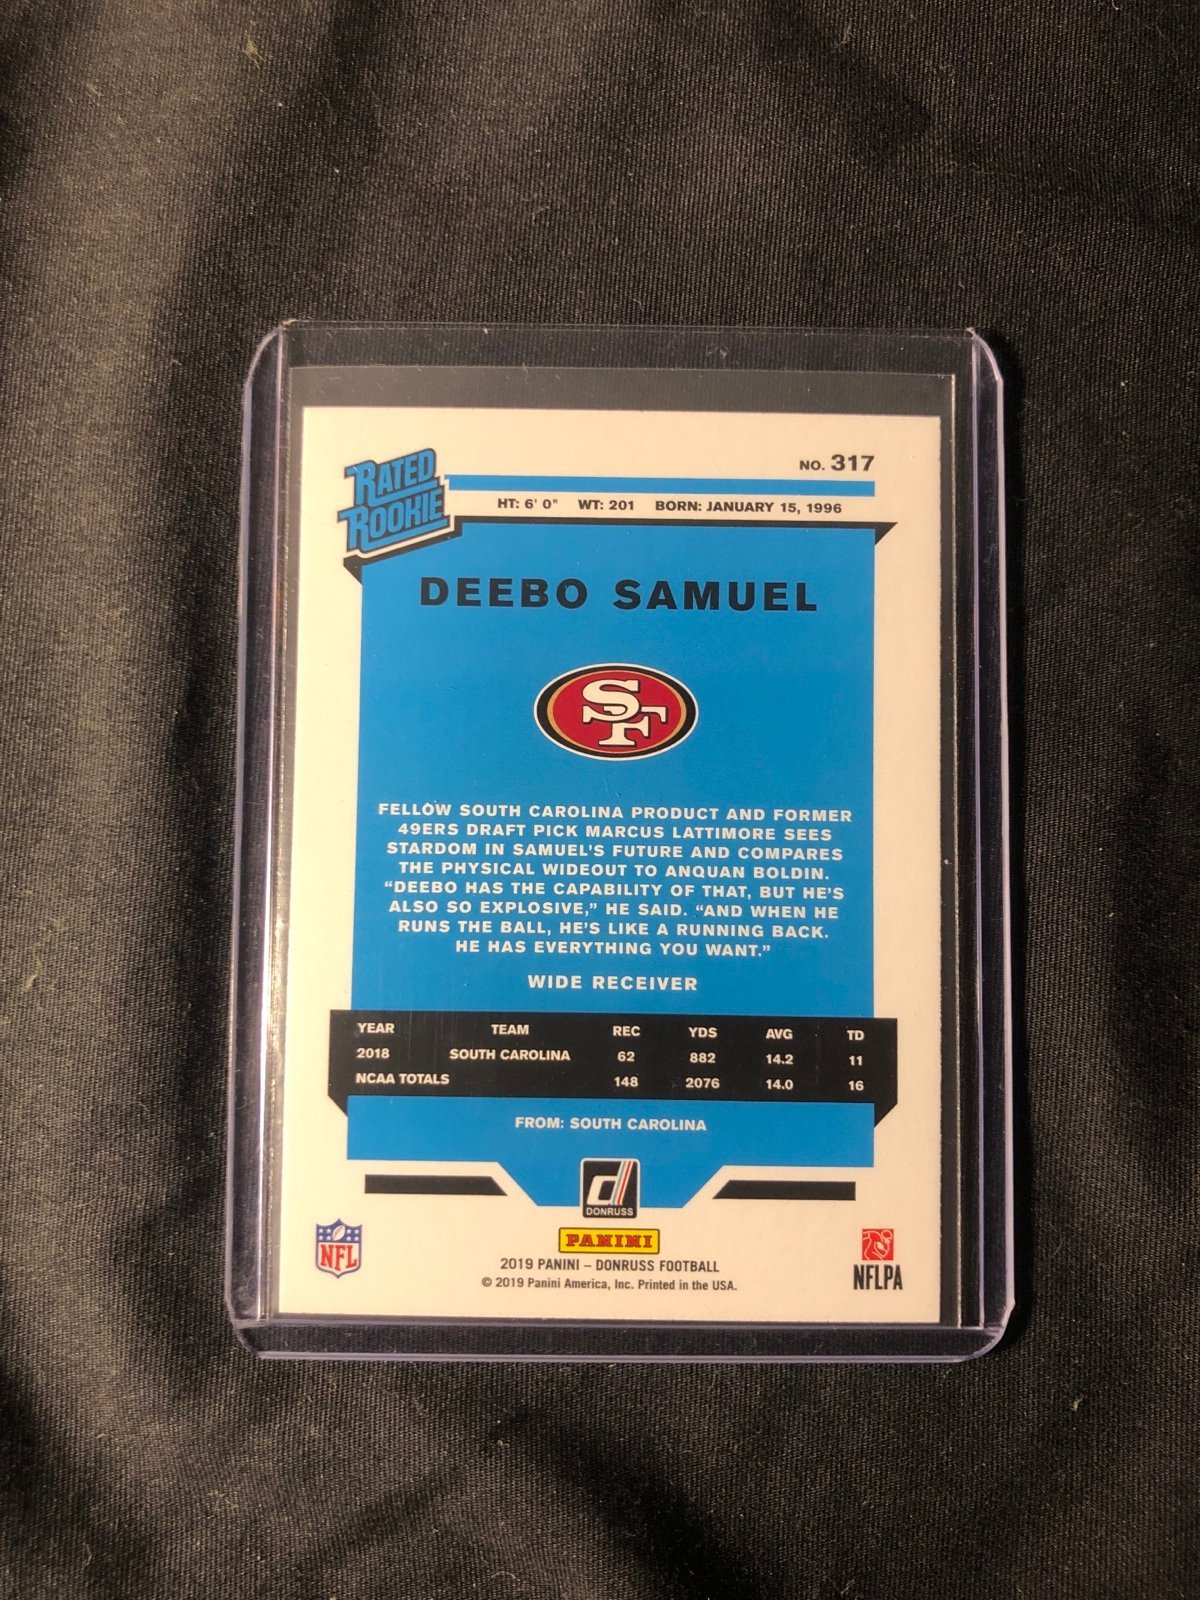 RATED
ROOKIE
NO. 317
HT: 6' 0" WT: 201 BORN: JANUARY 15, 1996
DEEBO SAMUEL
SF
FELLOW SOUTH CAROLINA PRODUCT AND FORMER
49ERS DRAFT PICK MARCUS LATTIMORE SEES
STARDOM IN SAMUEL'S FUTURE AND COMPARES
THE PHYSICAL WIDEOUT TO ANQUAN BOLDIN.
“DEEBO HAS THE CAPABILITY OF THAT, BUT HE'S
ALSO SO EXPLOSIVE,” HE SAID. “AND WHEN HE
RUNS THE BALL, HE'S LIKE A RUNNING BACK.
HE HAS EVERYTHING YOU WANT.”
WIDE RECEIVER
YEAR TEAM REC YDS AVG TD
2018 SOUTH CAROLINA 62 882 14.2 11
NCAA TOTALS 148 2076 14.0 16
FROM: SOUTH CAROLINA
d
DONRUSS
PANINI
NFL
NFLPA
2019 PANINI – DONRUSS FOOTBALL
© 2019 Panini America, Inc. Printed in the USA.